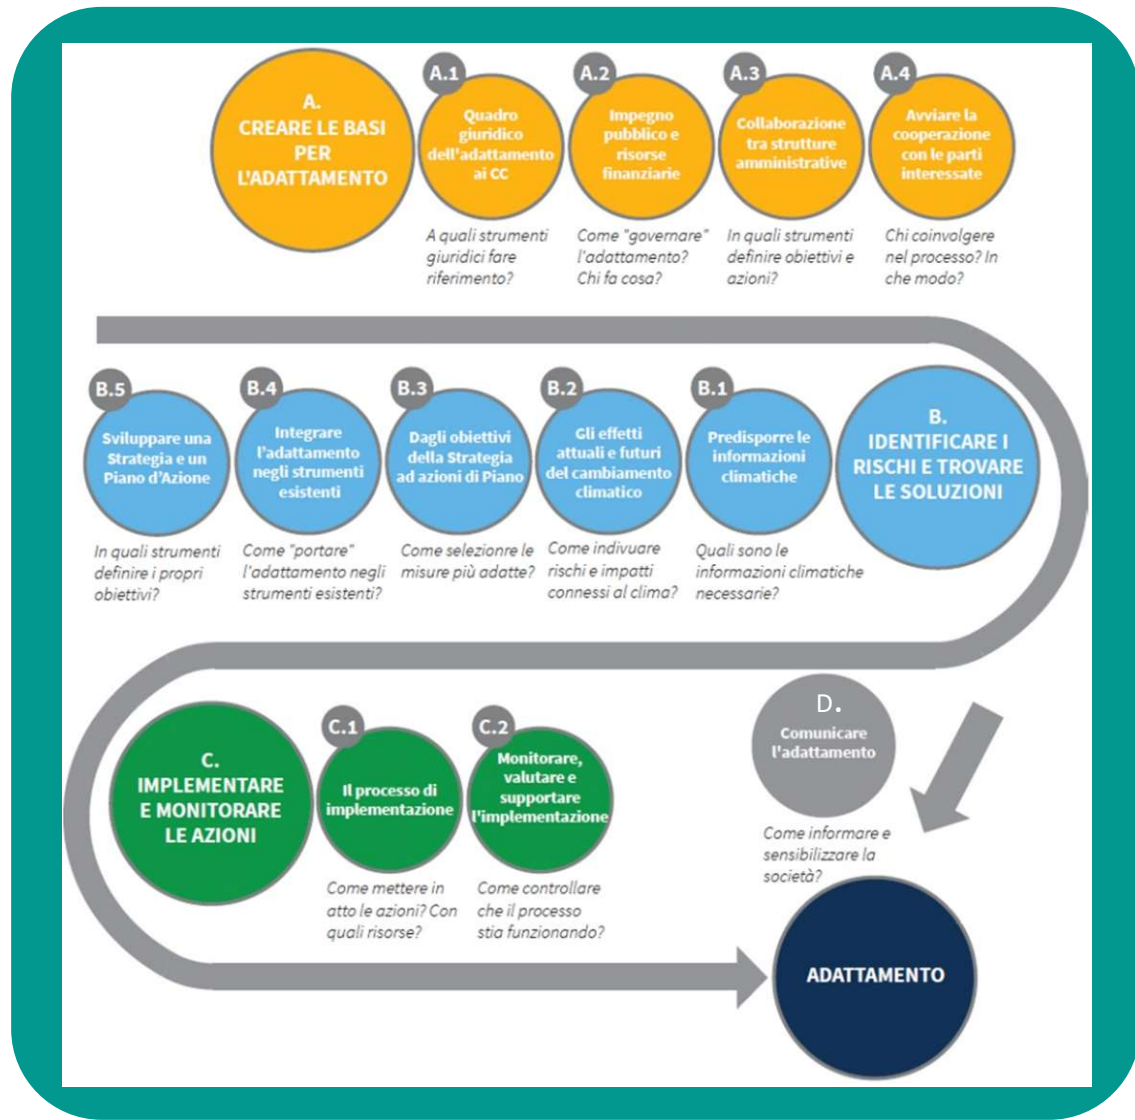 A.
CREARE LE BASI
PER
L'ADATTAMENTO
A.1
Quadro
giuridico
dell'adattamento
ai CC
A quali strumenti
giuridici fare
riferimento?
A.2
Impegno
pubblico e
risorse
finanziarie
Come "governare"
l'adattamento?
Chi fa cosa?
A.3
Collaborazione
tra strutture
amministrative
In quali strumenti
definire obiettivi e
azioni?
A.4
Avviare la
cooperazione
con le parti
interessate
Chi coinvolgere
nel processo? In
che modo?
B.
IDENTIFICARE I
RISCHI E TROVARE
LE SOLUZIONI
B.1
Predisporre le
informazioni
climatiche
Quali sono le
informazioni climatiche
necessarie?
B.2
Gli effetti
attuali e futuri
del cambiamento
climatico
Come indivuare
rischi e impatti
connessi al clima?
B.3
Dagli obiettivi
della Strategia
ad azioni di Piano
Come selezionre le
misure più adatte?
B.4
Integrare
l'adattamento
negli strumenti
esistenti
Come "portare"
l'adattamento negli
strumenti esistenti?
B.5
Sviluppare una
Strategia e un
Piano d'Azione
In quali strumenti
definire i propri
obiettivi?
C.
IMPLEMENTARE
E MONITORARE
LE AZIONI
C.1
Il processo di
implementazione
Come mettere in
atto le azioni? Con
quali risorse?
C.2
Monitorare,
valutare e
supportare
l'implementazione
Come controllare
che il processo
stia funzionando?
D.
Comunicare
l'adattamento
Come informare e
sensibilizzare la
società?
ADATTAMENTO